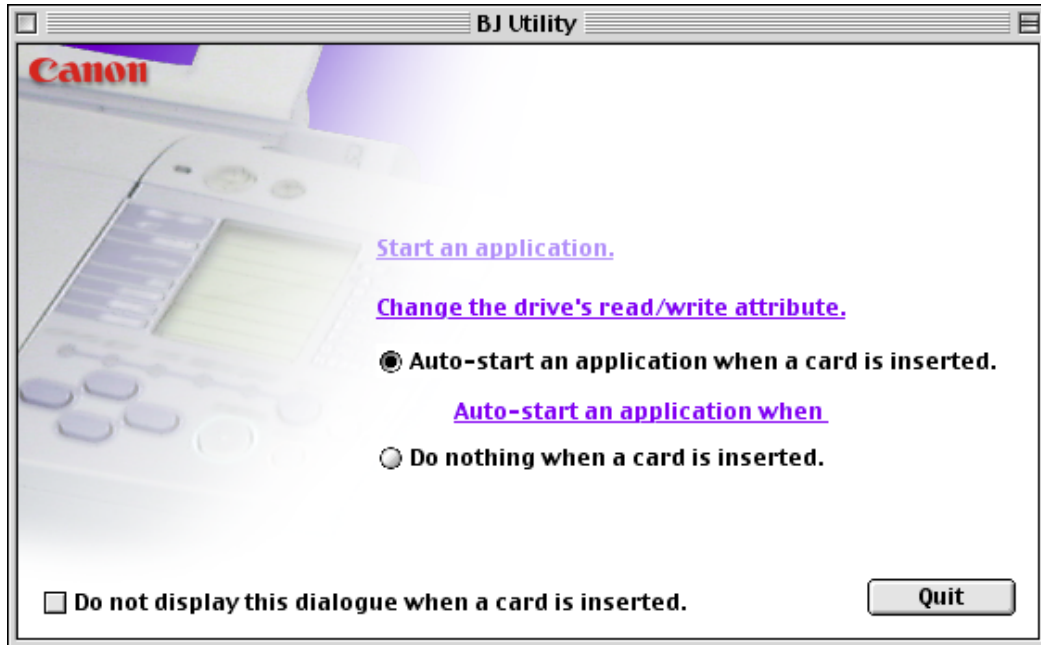 BJ Utility
Canon
Start an application.
Change the drive's read/write attribute.
Auto-start an application when a card is inserted.
Auto-start an application when
Do nothing when a card is inserted.
Do not display this dialogue when a card is inserted.
Quit